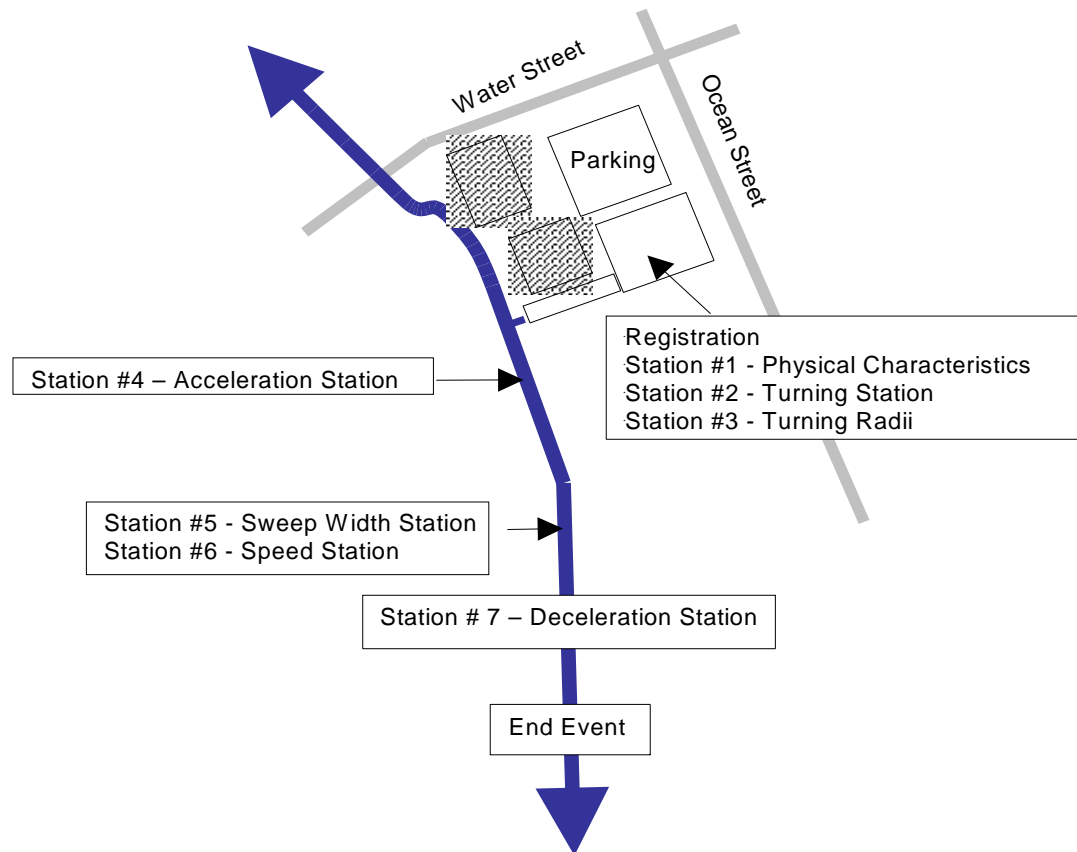 Water Street
Ocean Street
Parking
Registration
Station #1 - Physical Characteristics
Station #2 - Turning Station
Station #3 - Turning Radii
Station #4 – Acceleration Station
Station #5 - Sweep Width Station
Station #6 - Speed Station
Station # 7 – Deceleration Station
End Event